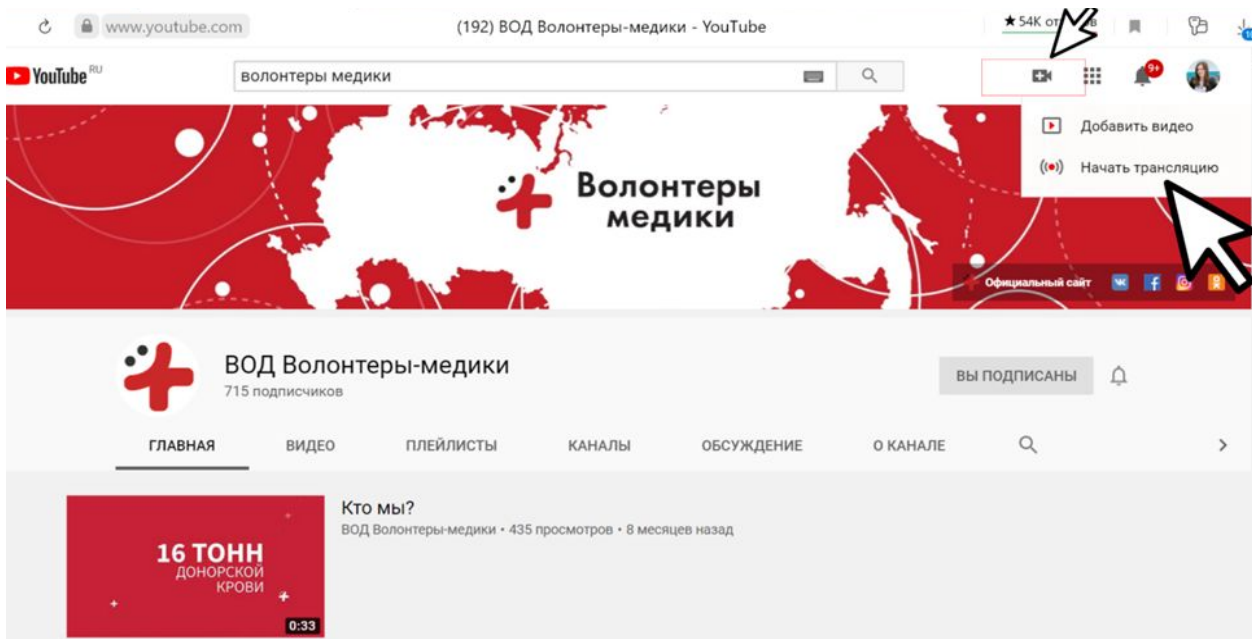 www.youtube.com
(192) ВОД Волонтеры-медики - YouTube
★ 54K
YouTube RU
волонтеры медики
9+
Добавить видео
Начать трансляцию
Волонтеры
медики
Официальный сайт
ВОД Волонтеры-медики
715 подписчиков
ВЫ ПОДПИСАНЫ
ГЛАВНАЯ ВИДЕО ПЛЕЙЛИСТЫ КАНАЛЫ ОБСУЖДЕНИЕ О КАНАЛЕ
Кто мы?
ВОД Волонтеры-медики • 435 просмотров • 8 месяцев назад
16 ТОНН
ДОНОРСКОЙ
КРОВИ
0:33